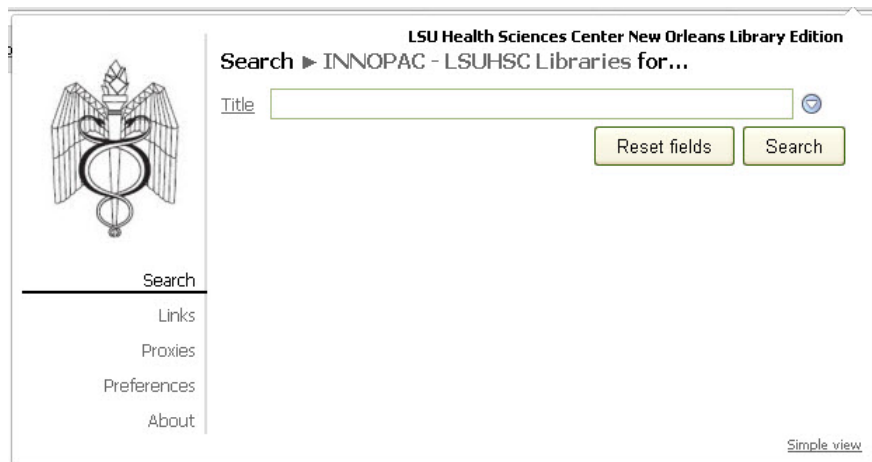 LSU Health Sciences Center New Orleans Library Edition
Search ▶ INNOPAC - LSUHSC Libraries for...
Title
Reset fields Search
Search
Links
Proxies
Preferences
About
Simple view